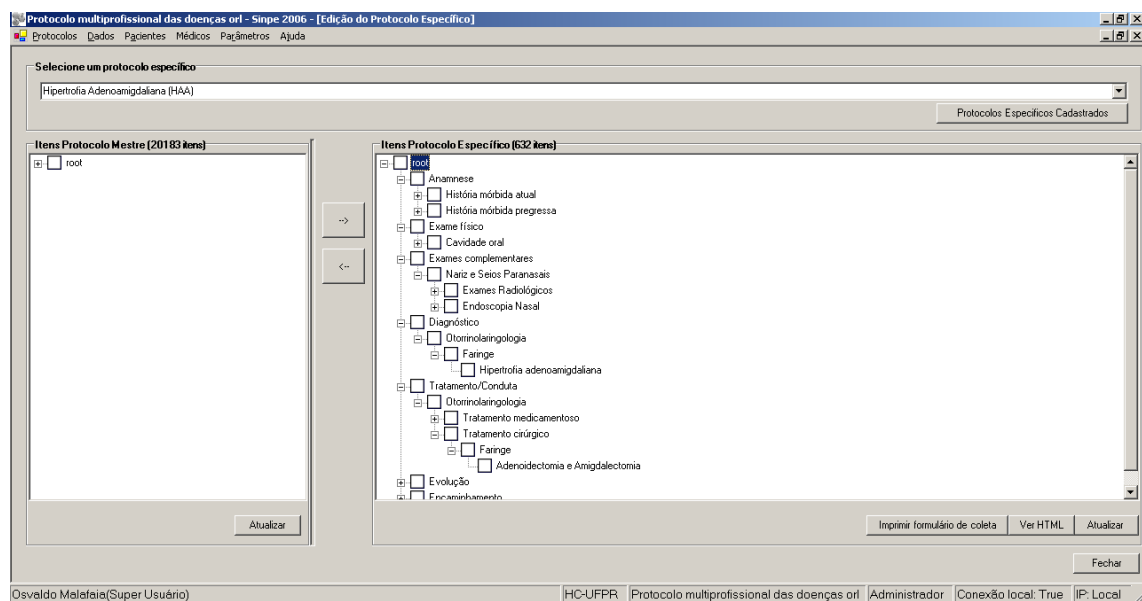 Protocolo multiprofissional das doenças orl - Sinpe 2006 - [Edição do Protocolo Específico]
Protocolos Dados Pacientes Médicos Parâmetros Ajuda
Selecione um protocolo específico
Hipertrofia Adenoamigdaliana (HAA)
Protocolos Especificos Cadastrados
Itens Protocolo Mestre (20183 itens)
root
Atualizar
-->
<--
Itens Protocolo Específico (632 itens)
root
Anamnese
História mórbida atual
História mórbida pregressa
Exame físico
Cavidade oral
Exames complementares
Nariz e Seios Paranasais
Exames Radiológicos
Endoscopia Nasal
Diagnóstico
Otorrinolaringologia
Faringe
Hipertrofia adenoamigdaliana
Tratamento/Conduta
Otorrinolaringologia
Tratamento medicamentoso
Tratamento cirúrgico
Faringe
Adenoidectomia e Amigdalectomia
Evolução
Encaminhamento
Imprimir formulário de coleta Ver HTML Atualizar
Fechar
Osvaldo Malafaia(Super Usuário) HC-UFPR Protocolo multiprofissional das doenças orl Administrador Conexão local: True IP: Local